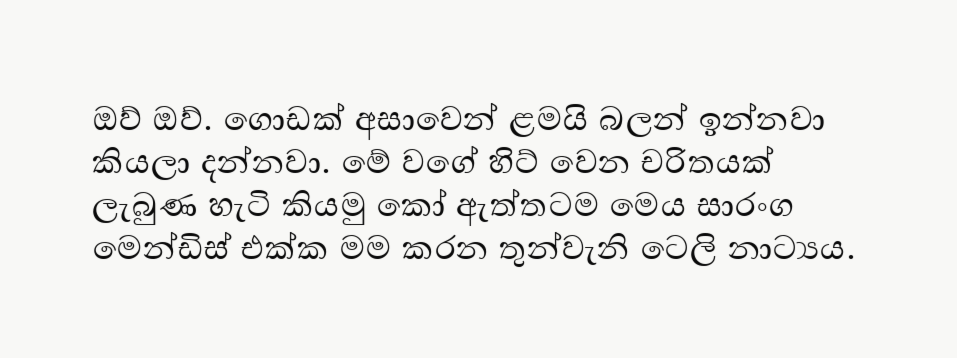 ඔව් ඔව්. ගොඩක් අසාවෙන් ළමයි බලන් ඉන්නවා
කියලා දන්නවා. මේ වගේ හිට් වෙන චරිතයක්
ලැබුණ හැටි කියමු කෝ ඇත්තටම මෙය සාරංග
මෙන්ඩිස් එක්ක මම කරන තුන්වැනි ටෙලි නාට්‍යය.